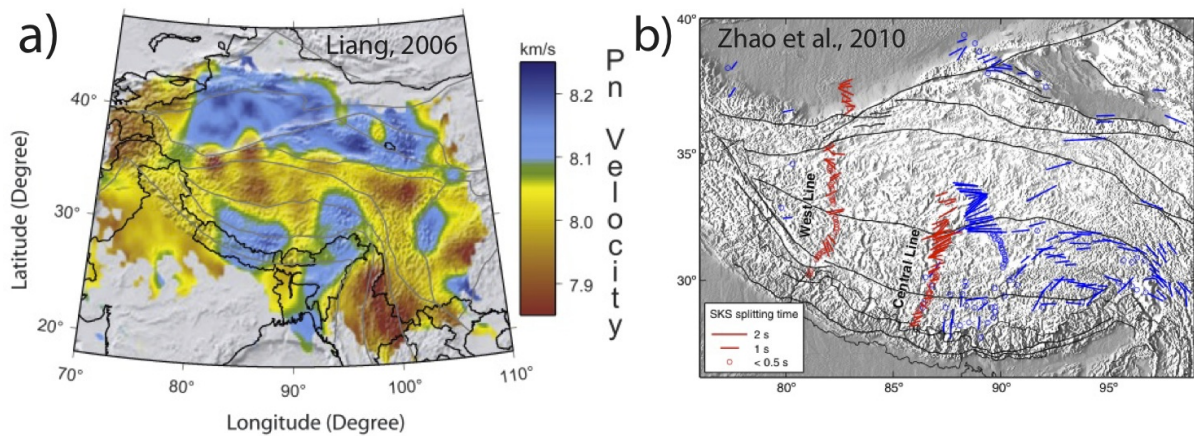 a)
Liang, 2006
km/s
8.2
8.1
8.0
7.9
Pn Velocity
40°
30°
20°
70°
80°
90°
100°
110°
Latitude (Degree)
Longitude (Degree)
b)
Zhao et al., 2010
40°
35°
30°
West Line
Central Line
SKS splitting time
2 s
1 s
< 0.5 s
80°
85°
90°
95°